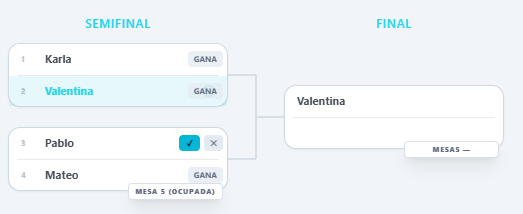 SEMIFINAL
FINAL
1 Karla GANA
2 Valentina GANA
3 Pablo ✓ ✕
4 Mateo GANA
MESA 5 (OCUPADA)
Valentina
MESAS —